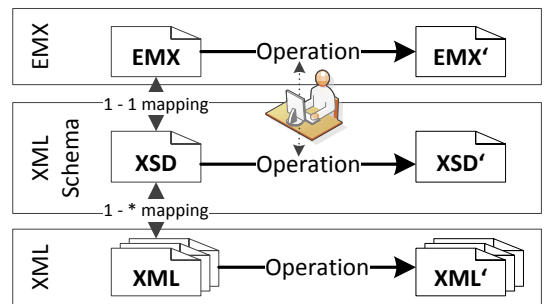 EMX
EMX
Operation
EMX‘
1 - 1 mapping
XML
Schema
XSD
Operation
XSD‘
1 - * mapping
XML
XML
Operation
XML‘